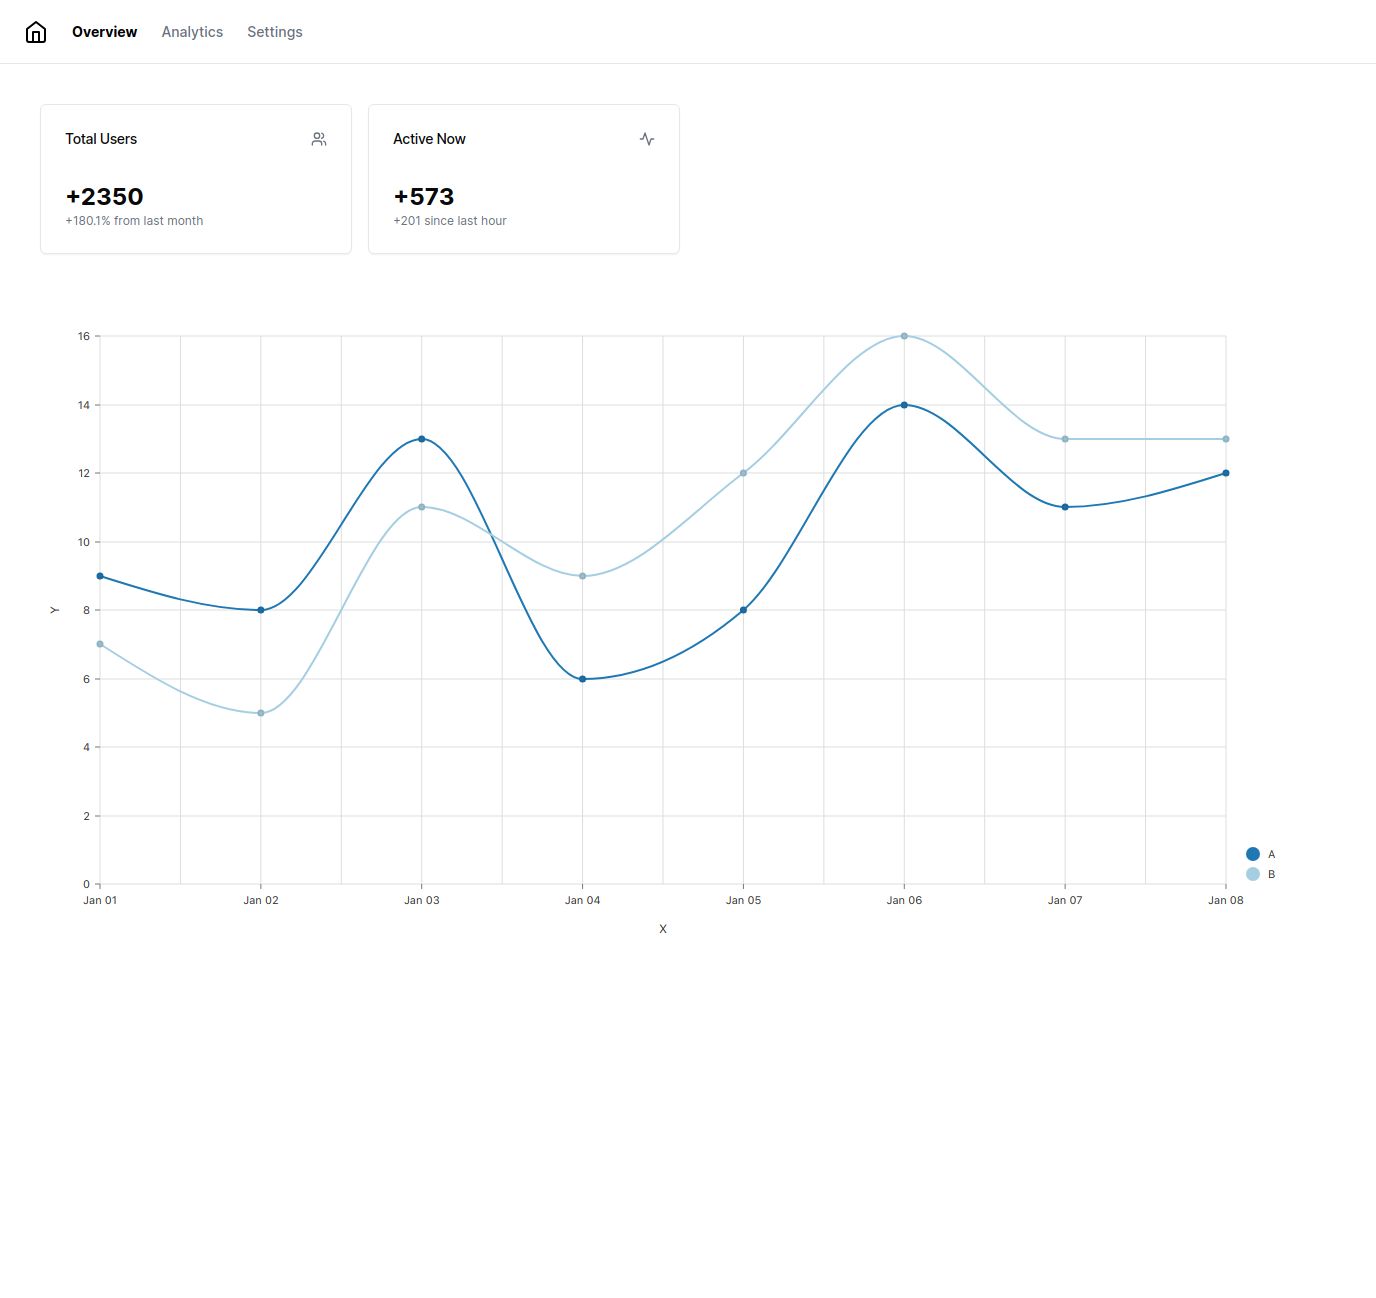 Overview Analytics Settings
Total Users
+2350
+180.1% from last month
Active Now
+573
+201 since last hour
16
14
12
10
8
6
4
2
0
Y
Jan 01 Jan 02 Jan 03 Jan 04 Jan 05 Jan 06 Jan 07 Jan 08
X
A
B